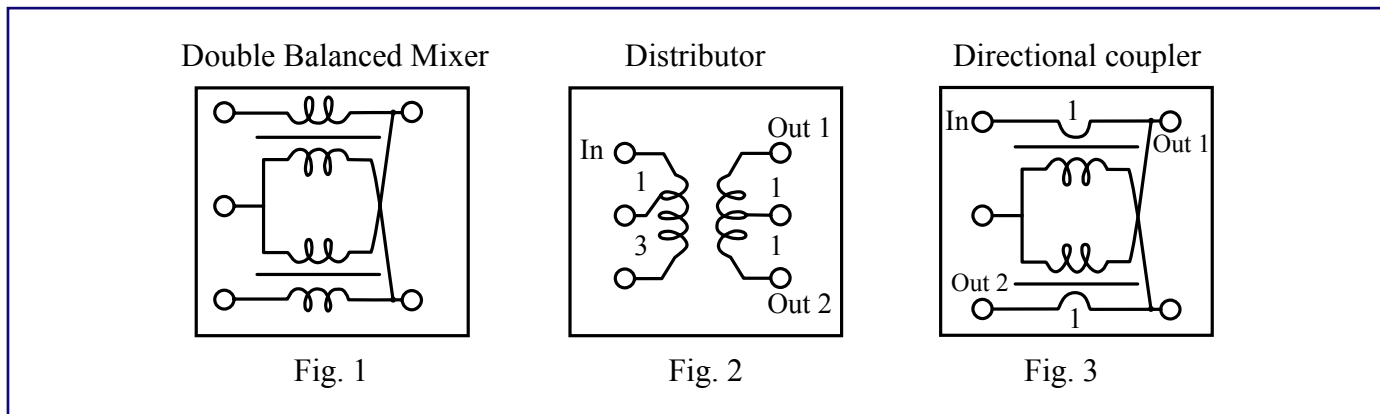 Double Balanced Mixer
Fig. 1
Distributor
In
1
3
Out 1
1
1
Out 2
Fig. 2
Directional coupler
In
1
Out 1
Out 2
1
Fig. 3